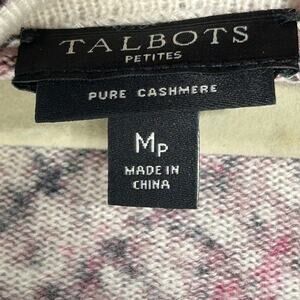 TALBOTS
PETITES
PURE CASHMERE
MP
MADE IN
CHINA